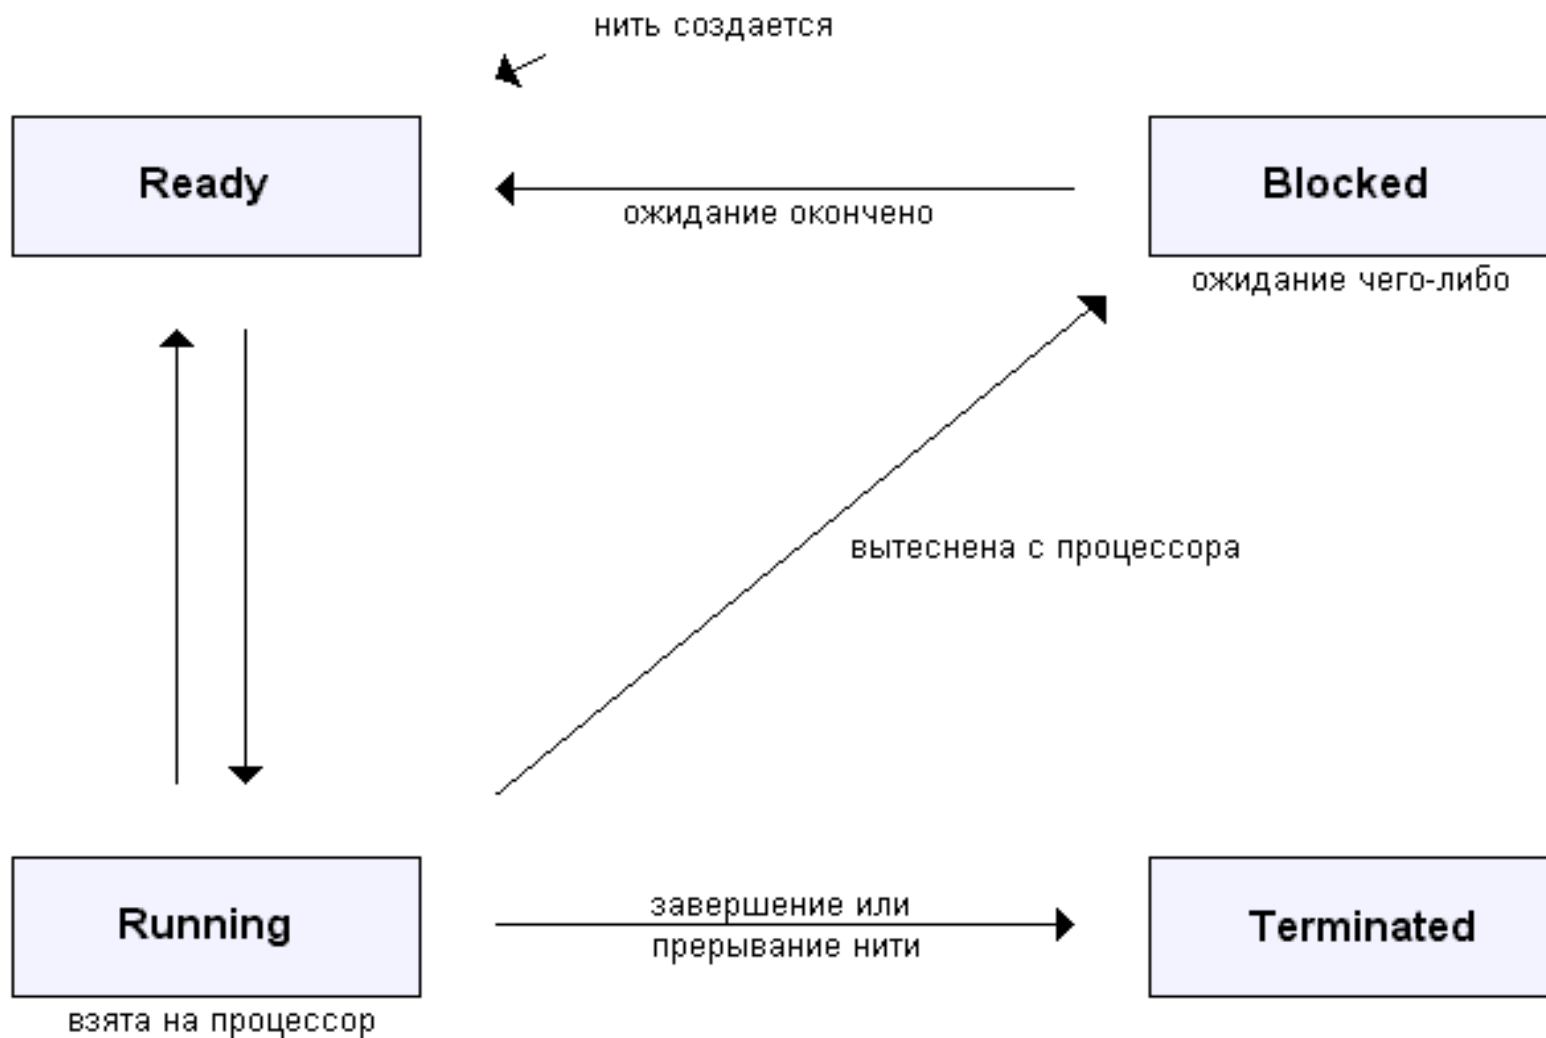 нить создается
Ready
Blocked
ожидание окончено
ожидание чего-либо
вытеснена с процессора
Running
завершение или
прерывание нити
Terminated
взята на процессор